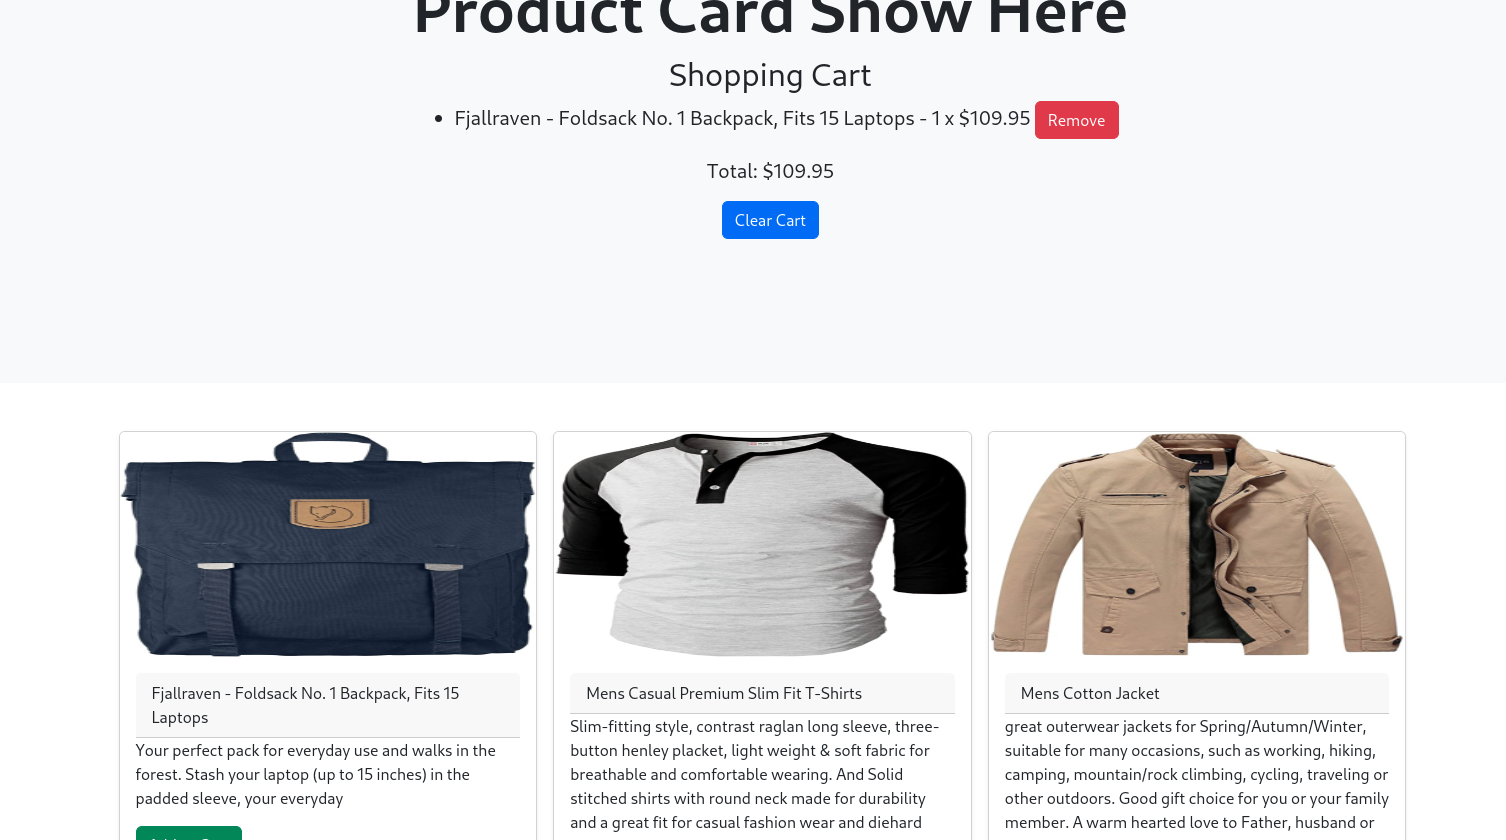 Product Card Show Here
Shopping Cart
• Fjallraven - Foldsack No. 1 Backpack, Fits 15 Laptops - 1 x $109.95 Remove
Total: $109.95
Clear Cart
Fjallraven - Foldsack No. 1 Backpack, Fits 15
Laptops
Your perfect pack for everyday use and walks in the
forest. Stash your laptop (up to 15 inches) in the
padded sleeve, your everyday
Mens Casual Premium Slim Fit T-Shirts
Slim-fitting style, contrast raglan long sleeve, three-
button henley placket, light weight & soft fabric for
breathable and comfortable wearing. And Solid
stitched shirts with round neck made for durability
and a great fit for casual fashion wear and diehard
Mens Cotton Jacket
great outerwear jackets for Spring/Autumn/Winter,
suitable for many occasions, such as working, hiking,
camping, mountain/rock climbing, cycling, traveling or
other outdoors. Good gift choice for you or your family
member. A warm hearted love to Father, husband or